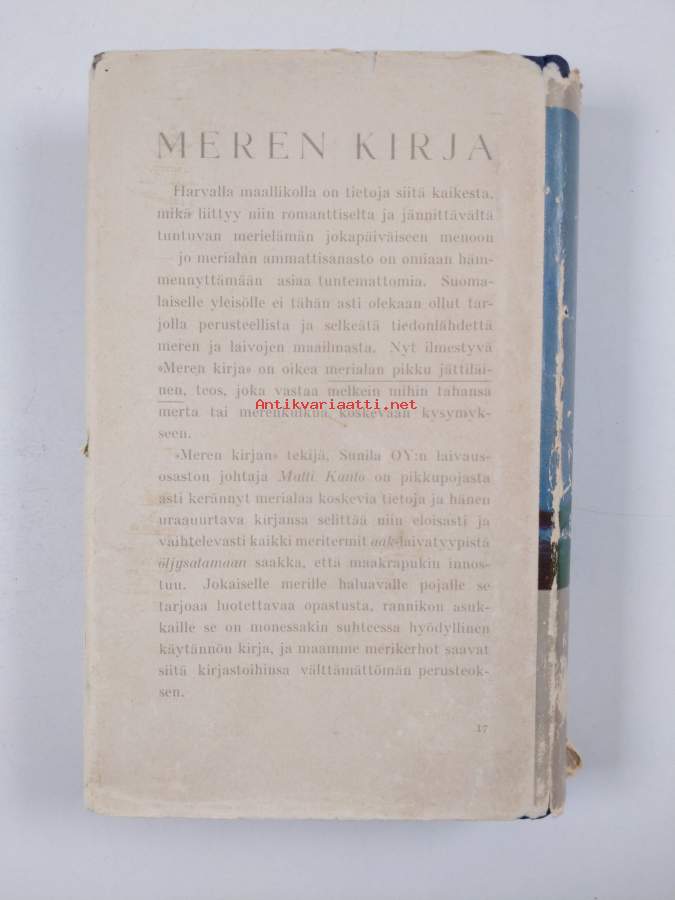 MEREN KIRJA
Harvalla maallikolla on tietoja siitä kaikesta,
mikä liittyy niin romanttiselta ja jännittävältä
tuntuvan merielämän jokapäiväiseen menoon
— jo merialan ammattisanasto on omiaan häm-
mennyttämään asiaa tuntemattomia. Suoma-
laiselle yleisölle ei tähän asti olekaan ollut tar-
jolla perusteellista ja selkeätä tiedonlähdettä
meren ja laivojen maailmasta. Nyt ilmestyvä
»Meren kirja» on oikea merialan pikku jättiläi-
nen, teos, joka vastaa melkein mihin tahansa
Antikvariaatti.net
merta tai merenkulkua koskevaan kysymyk-
seen.
»Meren kirjan» tekijä, Sunila OY:n laivaus-
osaston johtaja Matti Kanto on pikkupojasta
asti kerännyt merialaa koskevia tietoja ja hänen
uraauurtava kirjansa selittää niin eloisasti ja
vaihtelevasti kaikki meritermit aak-laivatyypistä
öljysalamaan saakka, että maakrapukin innos-
tuu. Jokaiselle merille haluavalle pojalle se
tarjoaa luotettavaa opastusta, rannikon asuk-
kaille se on monessakin suhteessa hyödyllinen
käytännön kirja, ja maamme merikerhot saavat
siitä kirjastoihinsa välttämättömän perusteok-
sen.
17